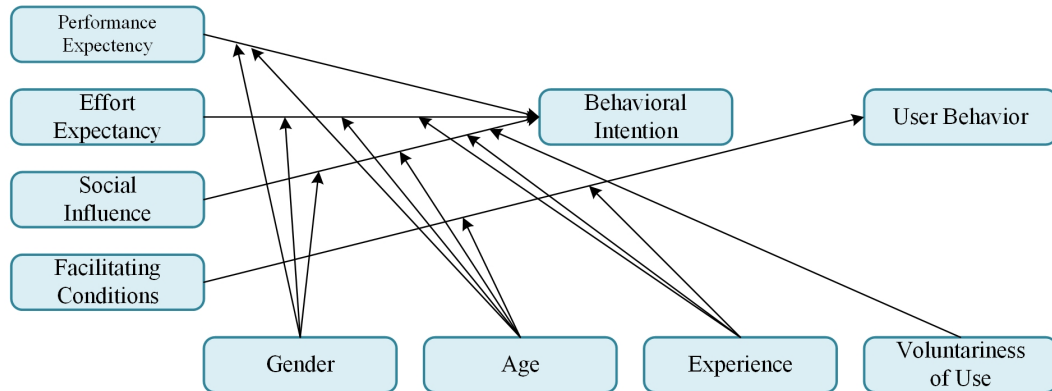 Performance
Expectency
Effort
Expectancy
Behavioral
Intention
User Behavior
Social
Influence
Facilitating
Conditions
Gender
Age
Experience
Voluntariness
of Use